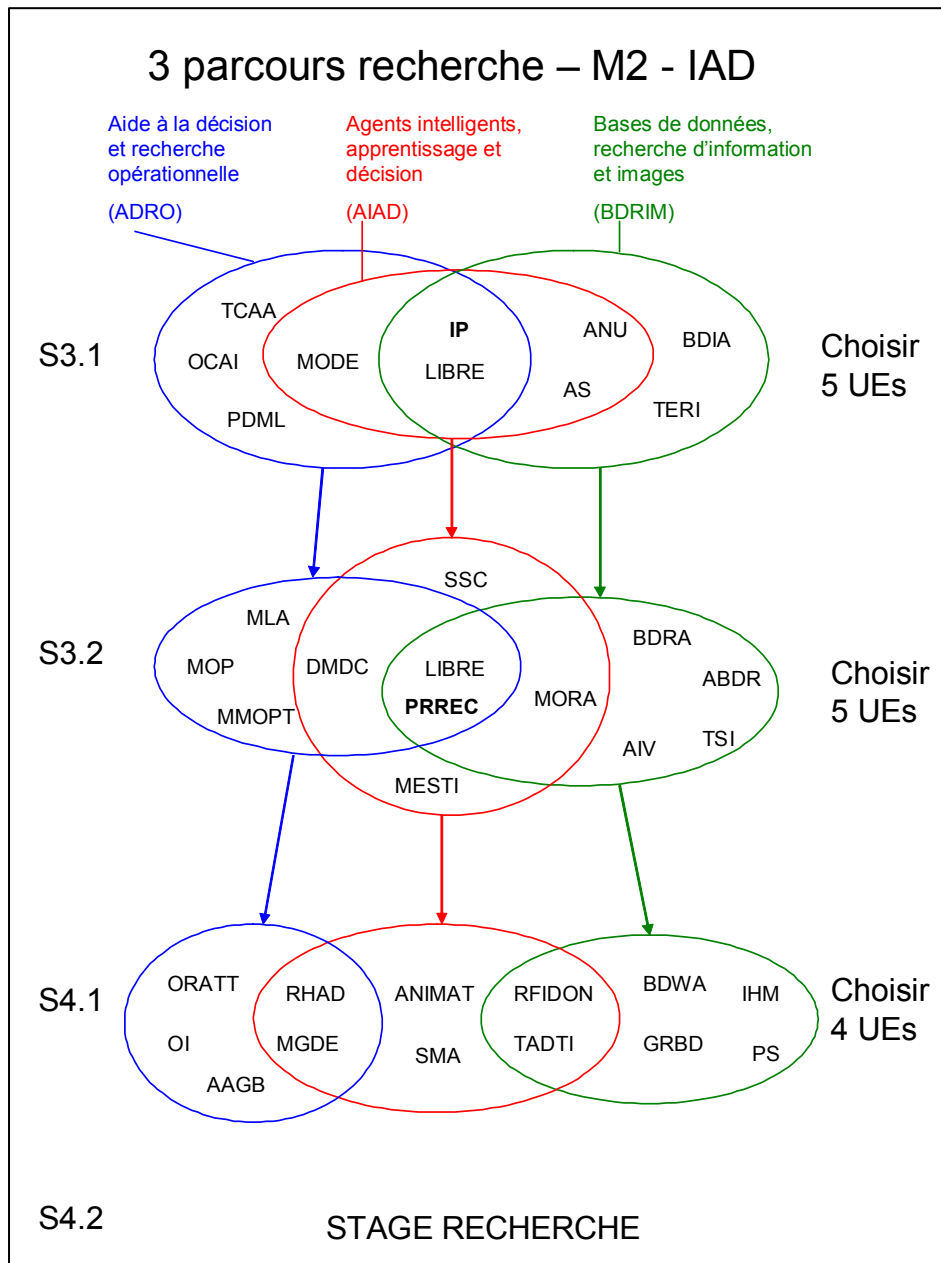 3 parcours recherche – M2 - IAD
Aide à la décision
et recherche
opérationnelle
(ADRO)
Agents intelligents,
apprentissage et
décision
(AIAD)
Bases de données,
recherche d'information
et images
(BDRIM)
S3.1
TCAA
OCAI
PDML
MODE
IP
LIBRE
ANU
AS
BDIA
TERI
Choisir
5 UEs
S3.2
MLA
MOP
MMOPT
DMDC
SSC
LIBRE
PRREC
MORA
MESTI
BDRA
ABDR
AIV
TSI
Choisir
5 UEs
S4.1
ORATT
OI
AAGB
RHAD
MGDE
ANIMAT
SMA
RFIDON
TADTI
BDWA
GRBD
IHM
PS
Choisir
4 UEs
S4.2
STAGE RECHERCHE